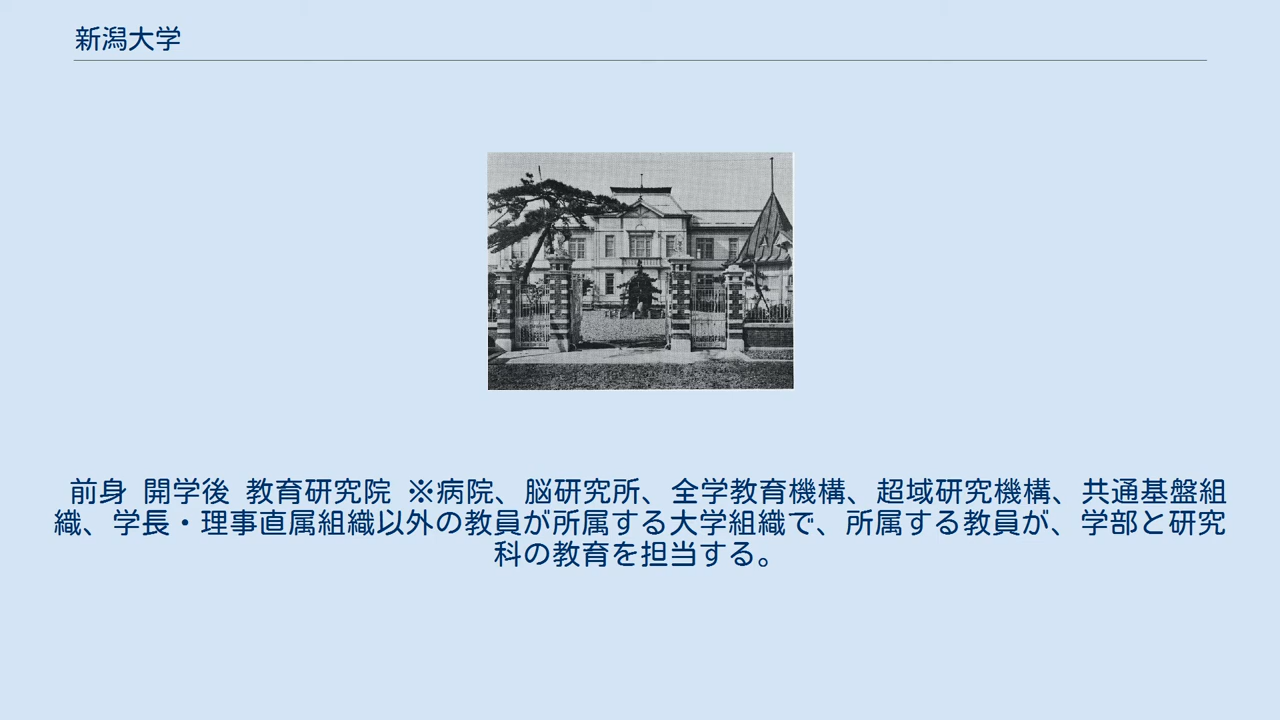 新潟大学
前身 開学後 教育研究院 ※病院、脳研究所、全学教育機構、超域研究機構、共通基盤組
織、学長・理事直属組織以外の教員が所属する大学組織で、所属する教員が、学部と研究
科の教育を担当する。